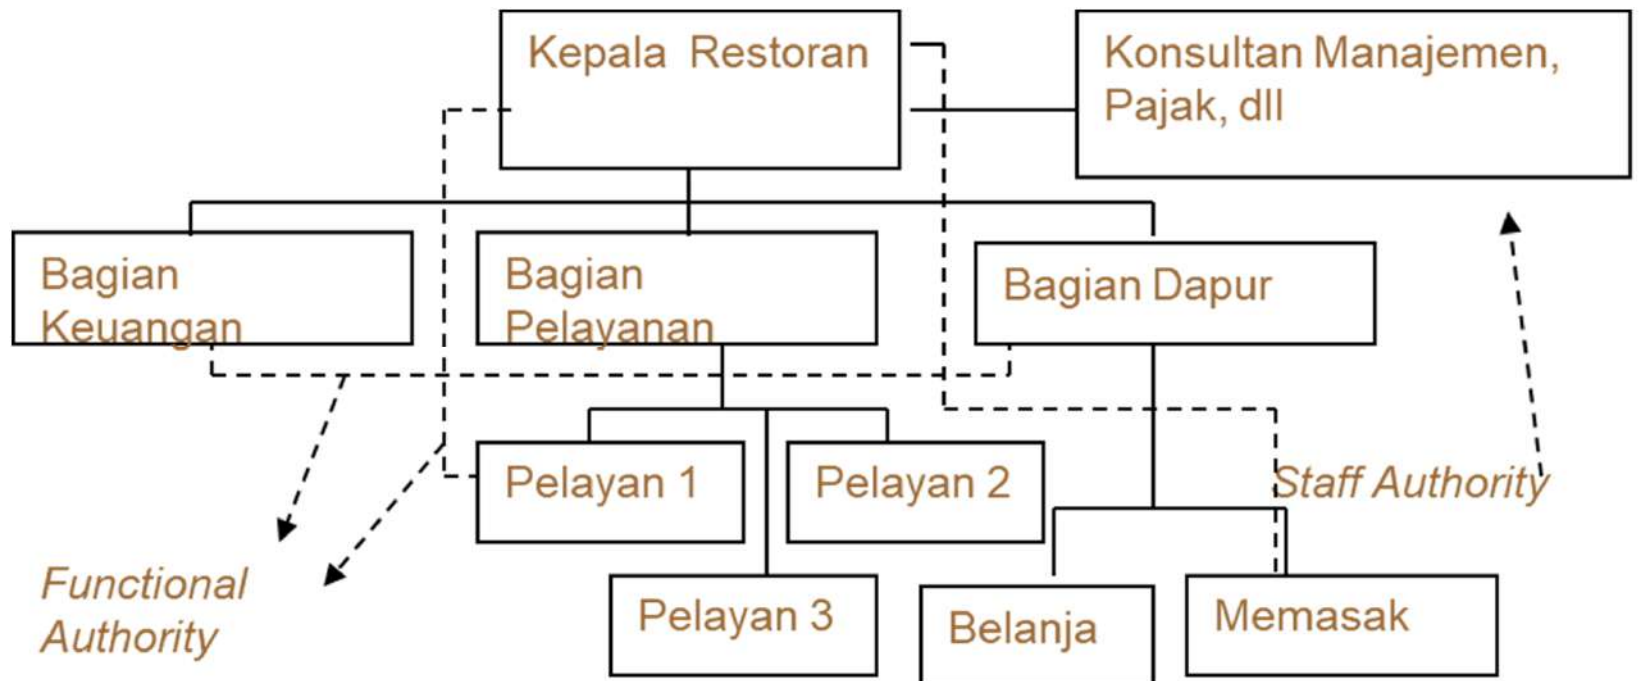 Kepala Restoran
Konsultan Manajemen,
Pajak, dll
Bagian
Keuangan
Bagian
Pelayanan
Bagian Dapur
Pelayan 1
Pelayan 2
Staff Authority
Functional
Authority
Pelayan 3
Belanja
Memasak